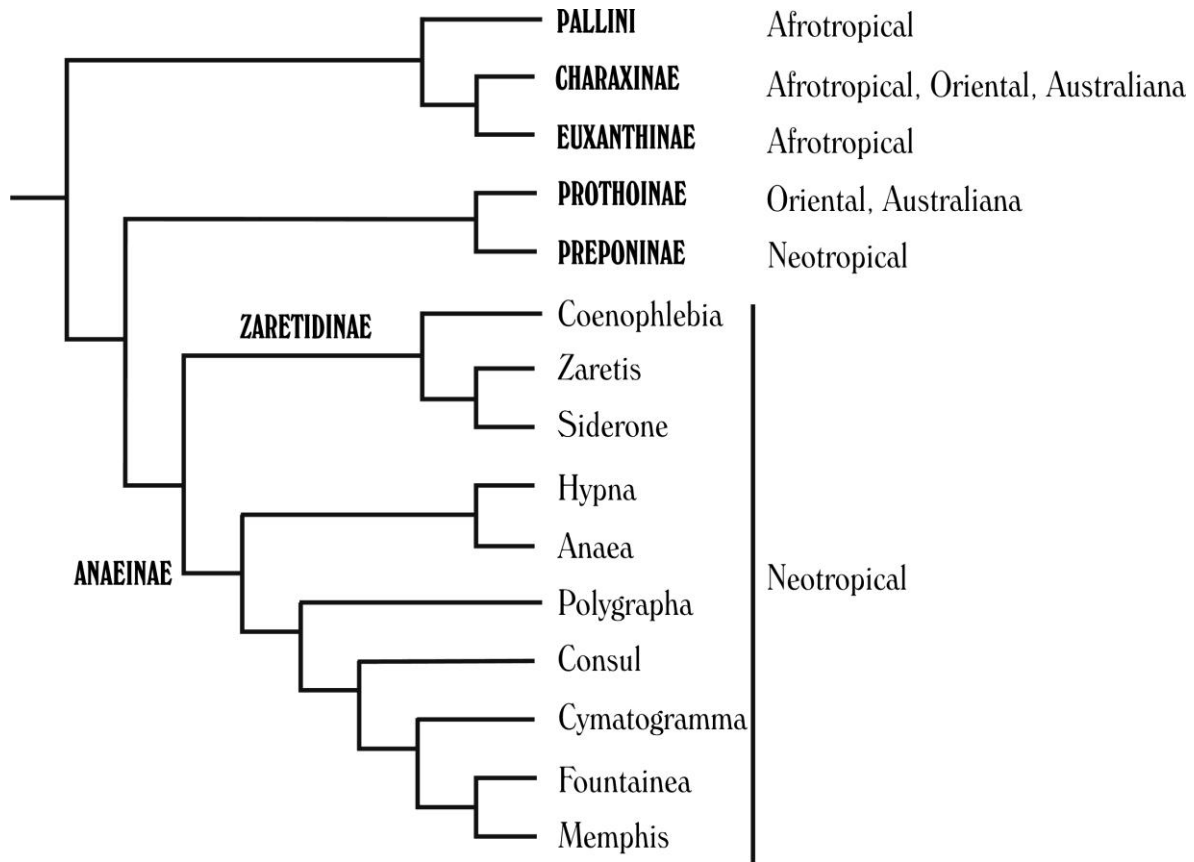 PALLINI Afrotropical
CHARAXINAE Afrotropical, Oriental, Australiana
EUXANTHINAE Afrotropical
PROTHOINAE Oriental, Australiana
PREPONINAE Neotropical
ZARETIDINAE
Coenophlebia
Zaretis
Siderone
Hypna
Anaea
ANAEINAE
Neotropical
Polygrapha
Consul
Cymatogramma
Fountainea
Memphis